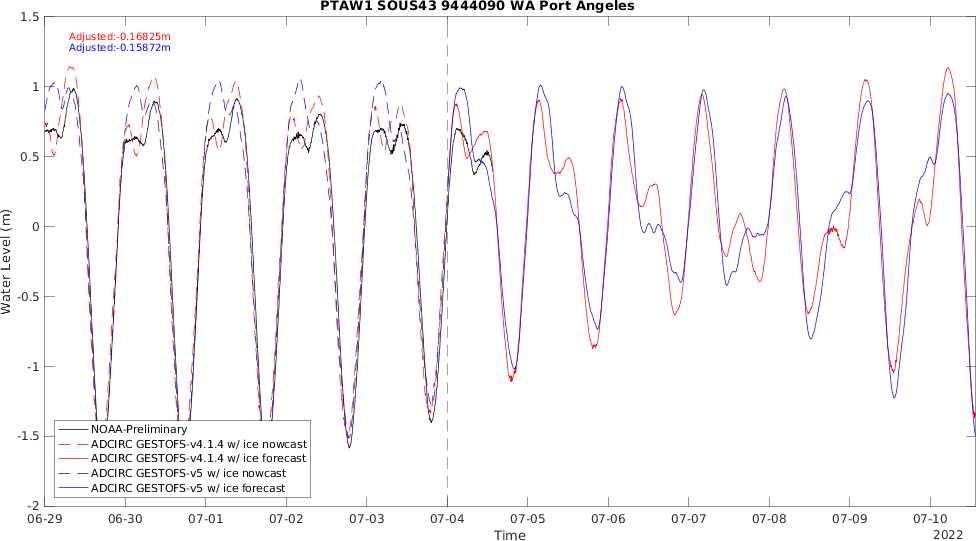 PTAW1 SOUS43 9444090 WA Port Angeles
Adjusted:-0.16825m
Adjusted:-0.15872m
1.5
1
0.5
0
-0.5
-1
-1.5
-2
Water Level (m)
NOAA-Preliminary
ADCIRC GESTOFS-v4.1.4 w/ ice nowcast
ADCIRC GESTOFS-v4.1.4 w/ ice forecast
ADCIRC GESTOFS-v5 w/ ice nowcast
ADCIRC GESTOFS-v5 w/ ice forecast
06-29 06-30 07-01 07-02 07-03 07-04 07-05 07-06 07-07 07-08 07-09 07-10
Time
2022